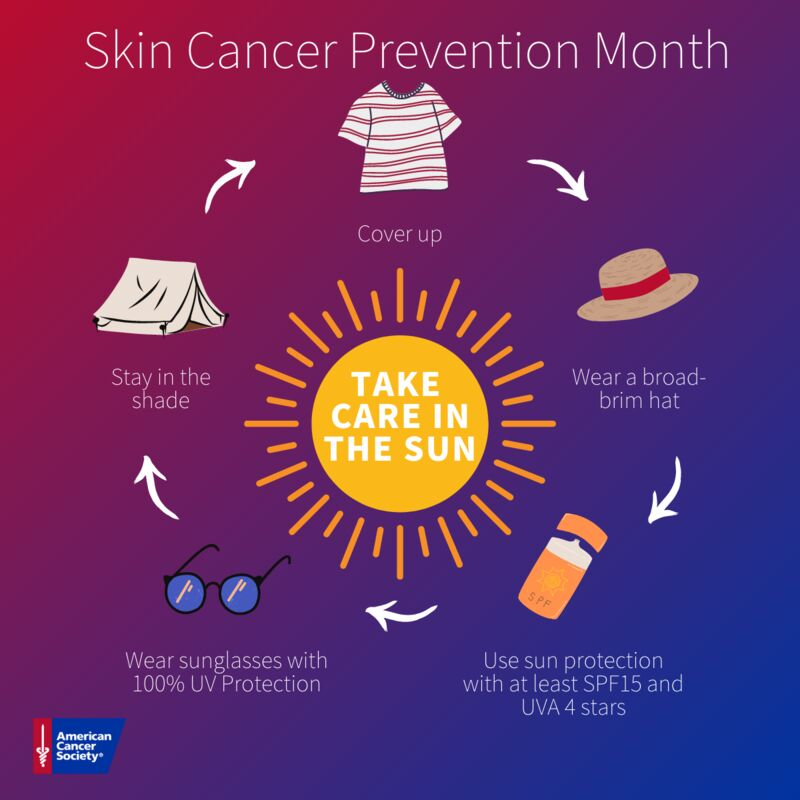 Skin Cancer Prevention Month
Cover up
Stay in the
shade
Wear a broad-
brim hat
TAKE
CARE IN
THE SUN
SPF
Wear sunglasses with
100% UV Protection
Use sun protection
with at least SPF15 and
UVA 4 stars
American
Cancer
Society®